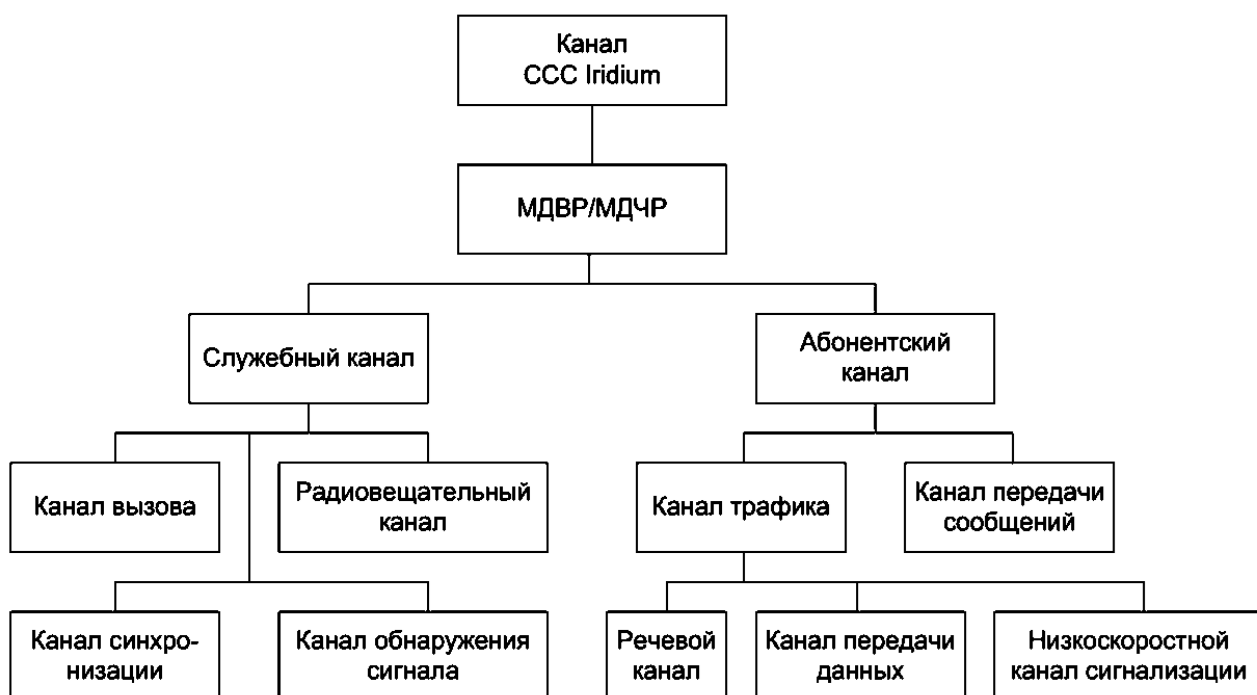 Канал
ССС Iridium
МДВР/МДЧР
Служебный канал
Абонентский
канал
Канал вызова
Радиовещательный
канал
Канал трафика
Канал передачи
сообщений
Канал синхро-
низации
Канал обнаружения
сигнала
Речевой
канал
Канал передачи
данных
Низкоскоростной
канал сигнализации